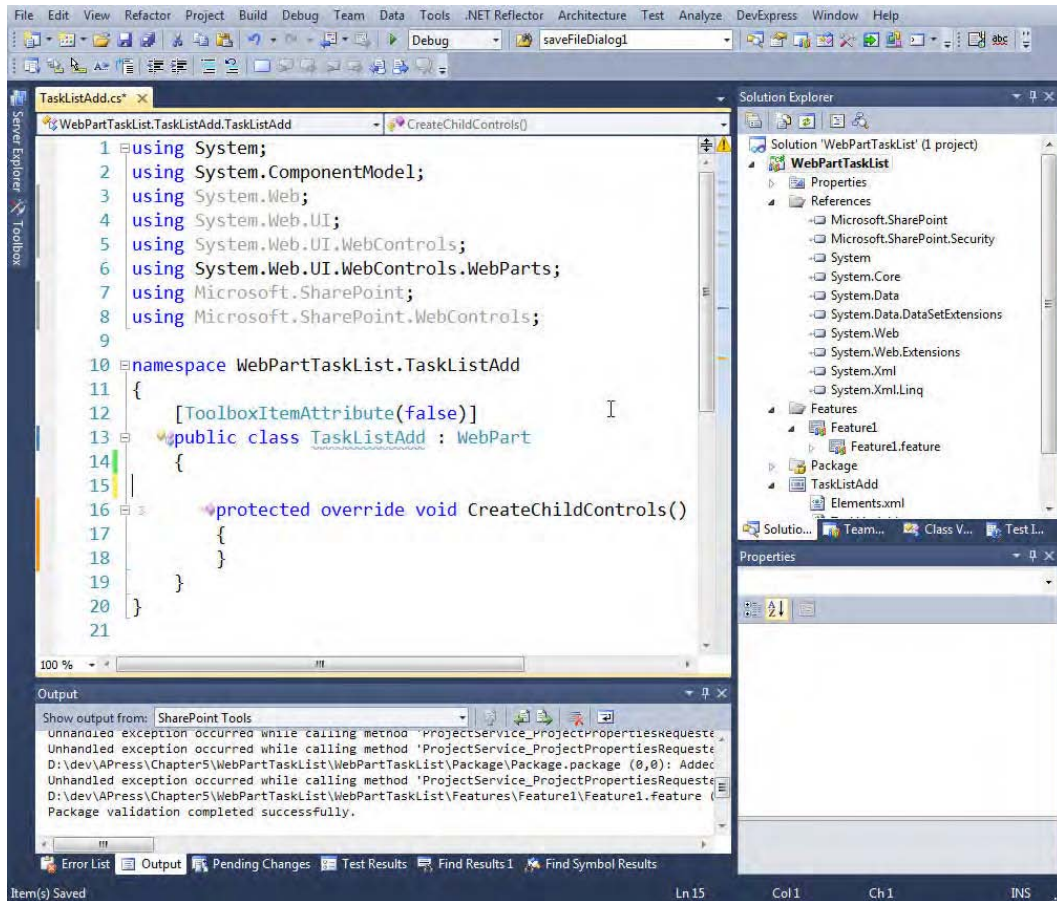 File Edit View Refactor Project Build Debug Team Data Tools .NET Reflector Architecture Test Analyze DevExpress Window Help
Debug saveFileDialog1
Server Explorer
Toolbox
TaskListAdd.cs*
WebPartTaskList.TaskListAdd.TaskListAdd CreateChildControls()
1 using System;
2 using System.ComponentModel;
3 using System.Web;
4 using System.Web.UI;
5 using System.Web.UI.WebControls;
6 using System.Web.UI.WebControls.WebParts;
7 using Microsoft.SharePoint;
8 using Microsoft.SharePoint.WebControls;
9
10 namespace WebPartTaskList.TaskListAdd
11 {
12 [ToolboxItemAttribute(false)]
13 public class TaskListAdd : WebPart
14 {
15
16 protected override void CreateChildControls()
17 {
18 }
19 }
20 }
21
100 %
Output
Show output from: SharePoint Tools
Unhandled exception occurred while calling method 'ProjectService_ProjectPropertiesRequeste
Unhandled exception occurred while calling method 'ProjectService_ProjectPropertiesRequeste
D:\dev\APress\Chapter5\WebPartTaskList\WebPartTaskList\Package\Package.package (0,0): Added
Unhandled exception occurred while calling method 'ProjectService_ProjectPropertiesRequeste
D:\dev\APress\Chapter5\WebPartTaskList\WebPartTaskList\Features\Feature1\Feature1.feature (
Package validation completed successfully.
Error List Output Pending Changes Test Results Find Results 1 Find Symbol Results
Solution Explorer
Solution 'WebPartTaskList' (1 project)
WebPartTaskList
Properties
References
Microsoft.SharePoint
Microsoft.SharePoint.Security
System
System.Core
System.Data
System.Data.DataSetExtensions
System.Web
System.Web.Extensions
System.Xml
System.Xml.Linq
Features
Feature1
Feature1.feature
Package
TaskListAdd
Elements.xml
Solutio... Team... Class V... Test I...
Properties
Item(s) Saved Ln 15 Col 1 Ch 1 INS